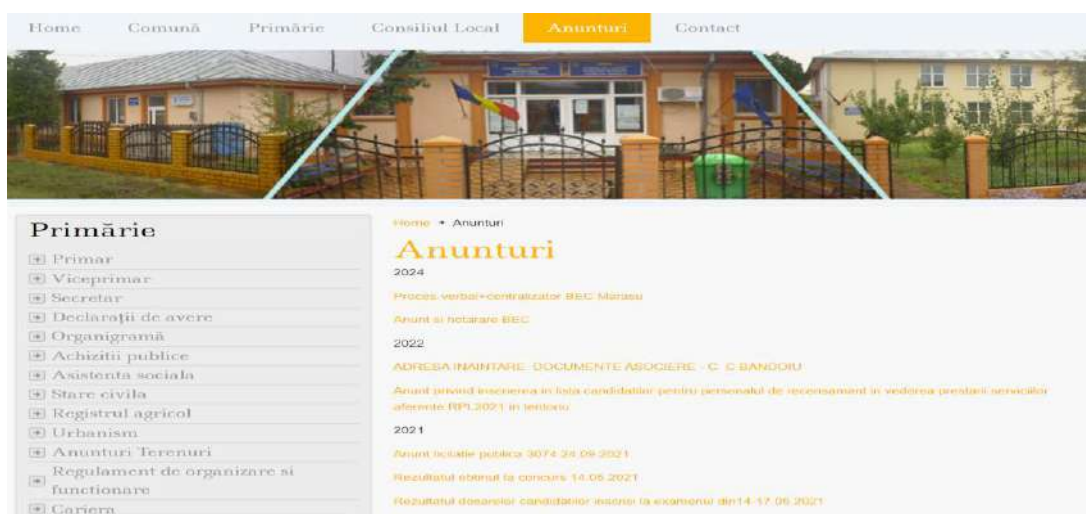 Home Comună Primărie Consiliul Local Anunturi Contact
Primărie
Primar
Viceprimar
Secretar
Declarații de avere
Organigramă
Achizitii publice
Asistenta sociala
Stare civila
Registrul agricol
Urbanism
Anunturi Terenuri
Regulament de organizare si
functionare
Cariera
Home • Anunturi
Anunturi
2024
Proces verbal+centralizator BEC Marasu
Anunt si hotarare BEC
2022
ADRESA INAINTARE DOCUMENTE ASOCIERE - C C BANDOIU
Anunt privind inscrierea in lista candidatilor pentru personalul de recensamant in vederea prestarii serviciilor
aferente RPL2021 in teritoriu
2021
Anunt licitatie publica 3074 24.09.2021
Rezultatul obtinut la concurs 14.06.2021
Rezultatul dosarelor candidatilor inscrisi la examenul din14-17.06.2021